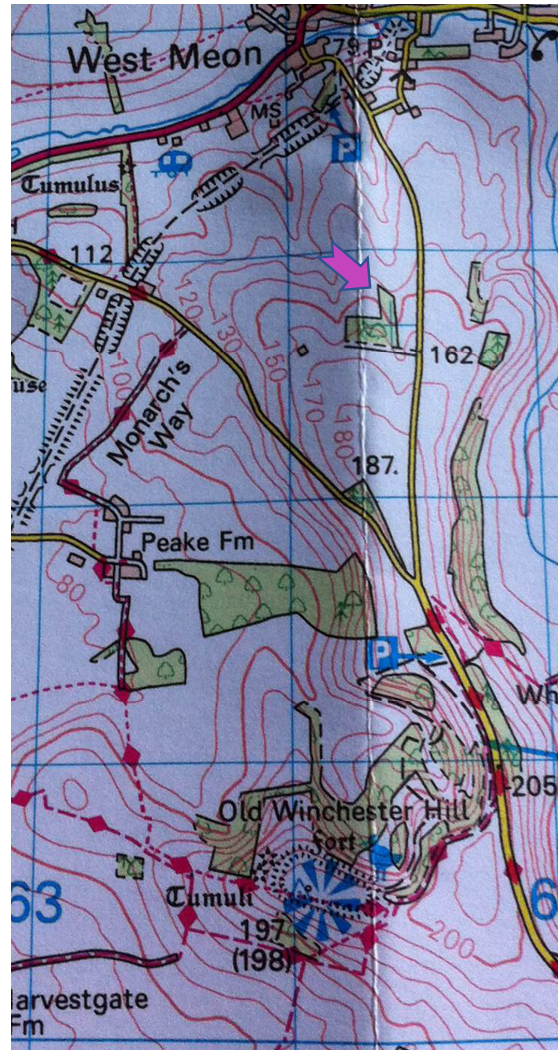 79
P
West Meon
MS
P
Tumulus
112
120
130
100
150
170
162
180
Monarch's
Way
187.
Peake Fm
80
P
205
Old Winchester Hill
Fort
63
Tumuli
6
197
(198)
200
arvestgate
Fm